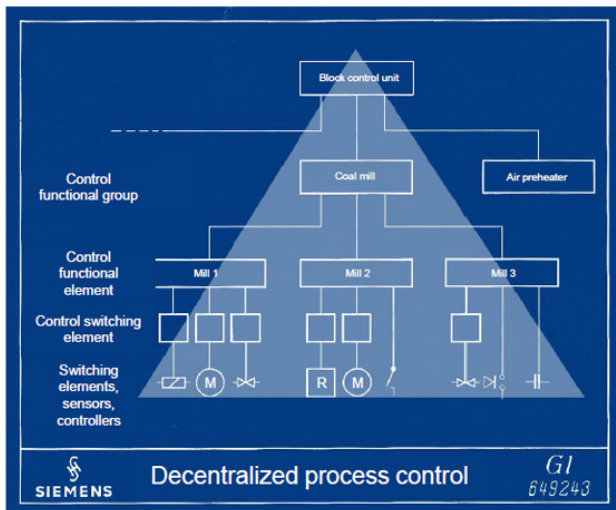 Block control unit
Control
functional group
Coal mill
Air preheater
Control
functional
element
Mill 1
Mill 2
Mill 3
Control switching
element
Switching
elements,
sensors,
controllers
M
R
M
SIEMENS
Decentralized process control
G1
649243